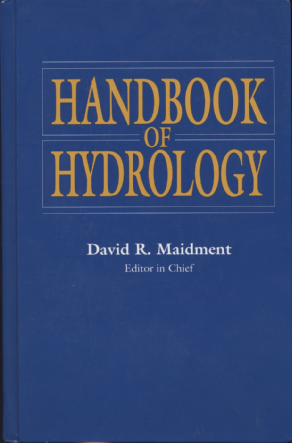 HANDBOOK
OF
HYDROLOGY
David R. Maidment
Editor in Chief